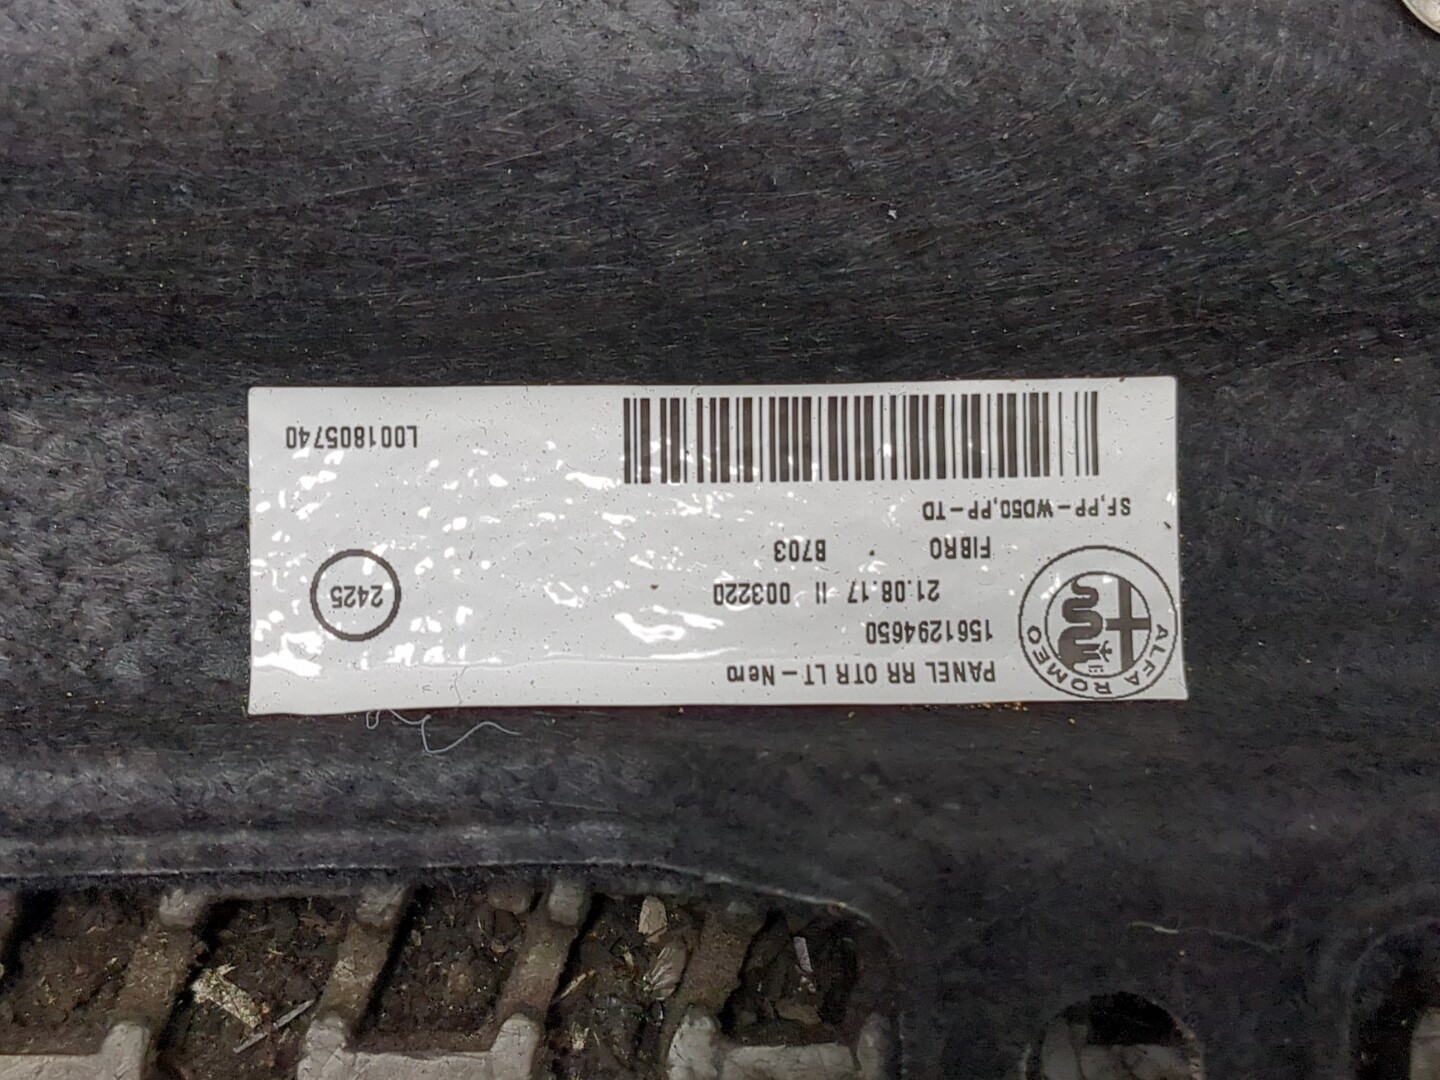 PANEL RR OTR LT-Nero
1561294650
21.08.17 II 003220
2425
FIBRO B703
SF,PP-WD50,PP-TD
L001805740
ALFA ROMEO